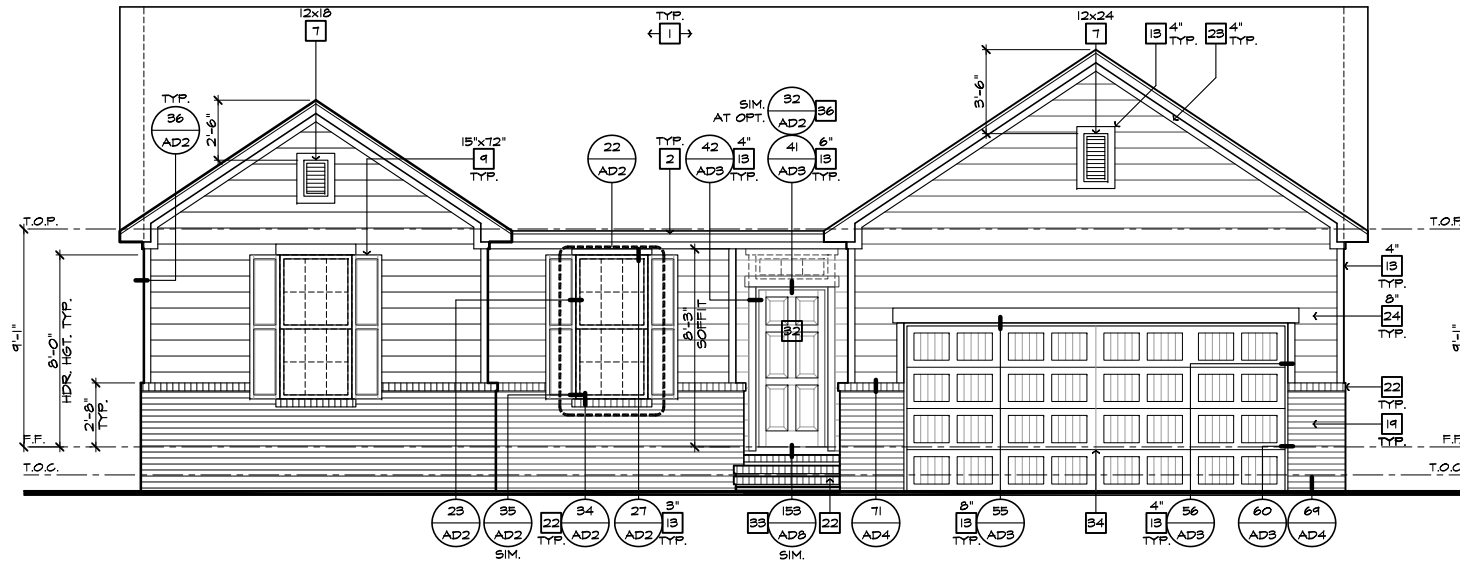 12x18
7
TYP.
1
12x24
7
13 4"
TYP.
23 4"
TYP.
TYP.
36
AD2
2'-6"
15"x72"
9
TYP.
22
AD2
TYP.
2
SIM.
AT OPT.
32
AD2
36
42
AD3
4"
13
TYP.
41
AD3
6"
13
TYP.
3'-6"
T.O.P.
T.O.P.
9'-1"
8'-0"
HDR. HGT. TYP.
2'-8"
TYP.
8'-3"
SOFFIT
32
4"
13
TYP.
8"
24
TYP.
9'-1"
22
TYP.
19
TYP.
F.F.
F.F.
T.O.C.
T.O.C.
23
AD2
35
AD2
SIM.
22
TYP.
34
AD2
27
AD2
3"
13
TYP.
33
153
AD8
SIM.
22
71
AD4
8"
13
TYP.
55
AD3
34
4"
13
TYP.
56
AD3
60
AD3
69
AD4